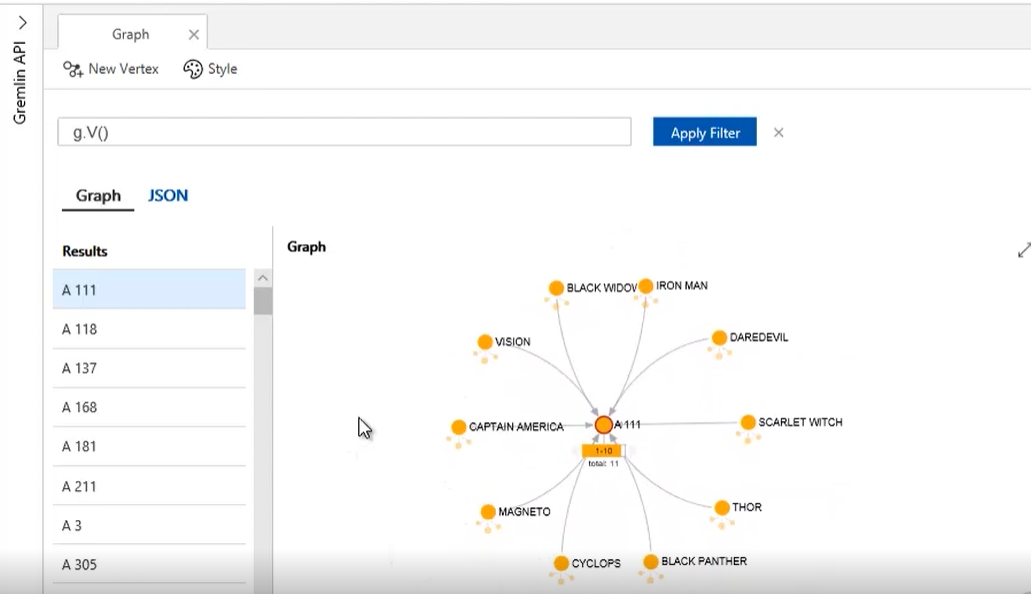 Gremlin API
Graph
New Vertex Style
g.V()
Apply Filter
Graph JSON
Results
A 111
A 118
A 137
A 168
A 181
A 211
A 3
A 305
Graph
BLACK WIDOW IRON MAN
VISION DAREDEVIL
CAPTAIN AMERICA A 111 SCARLET WITCH
1-10
total: 11
MAGNETO THOR
CYCLOPS BLACK PANTHER